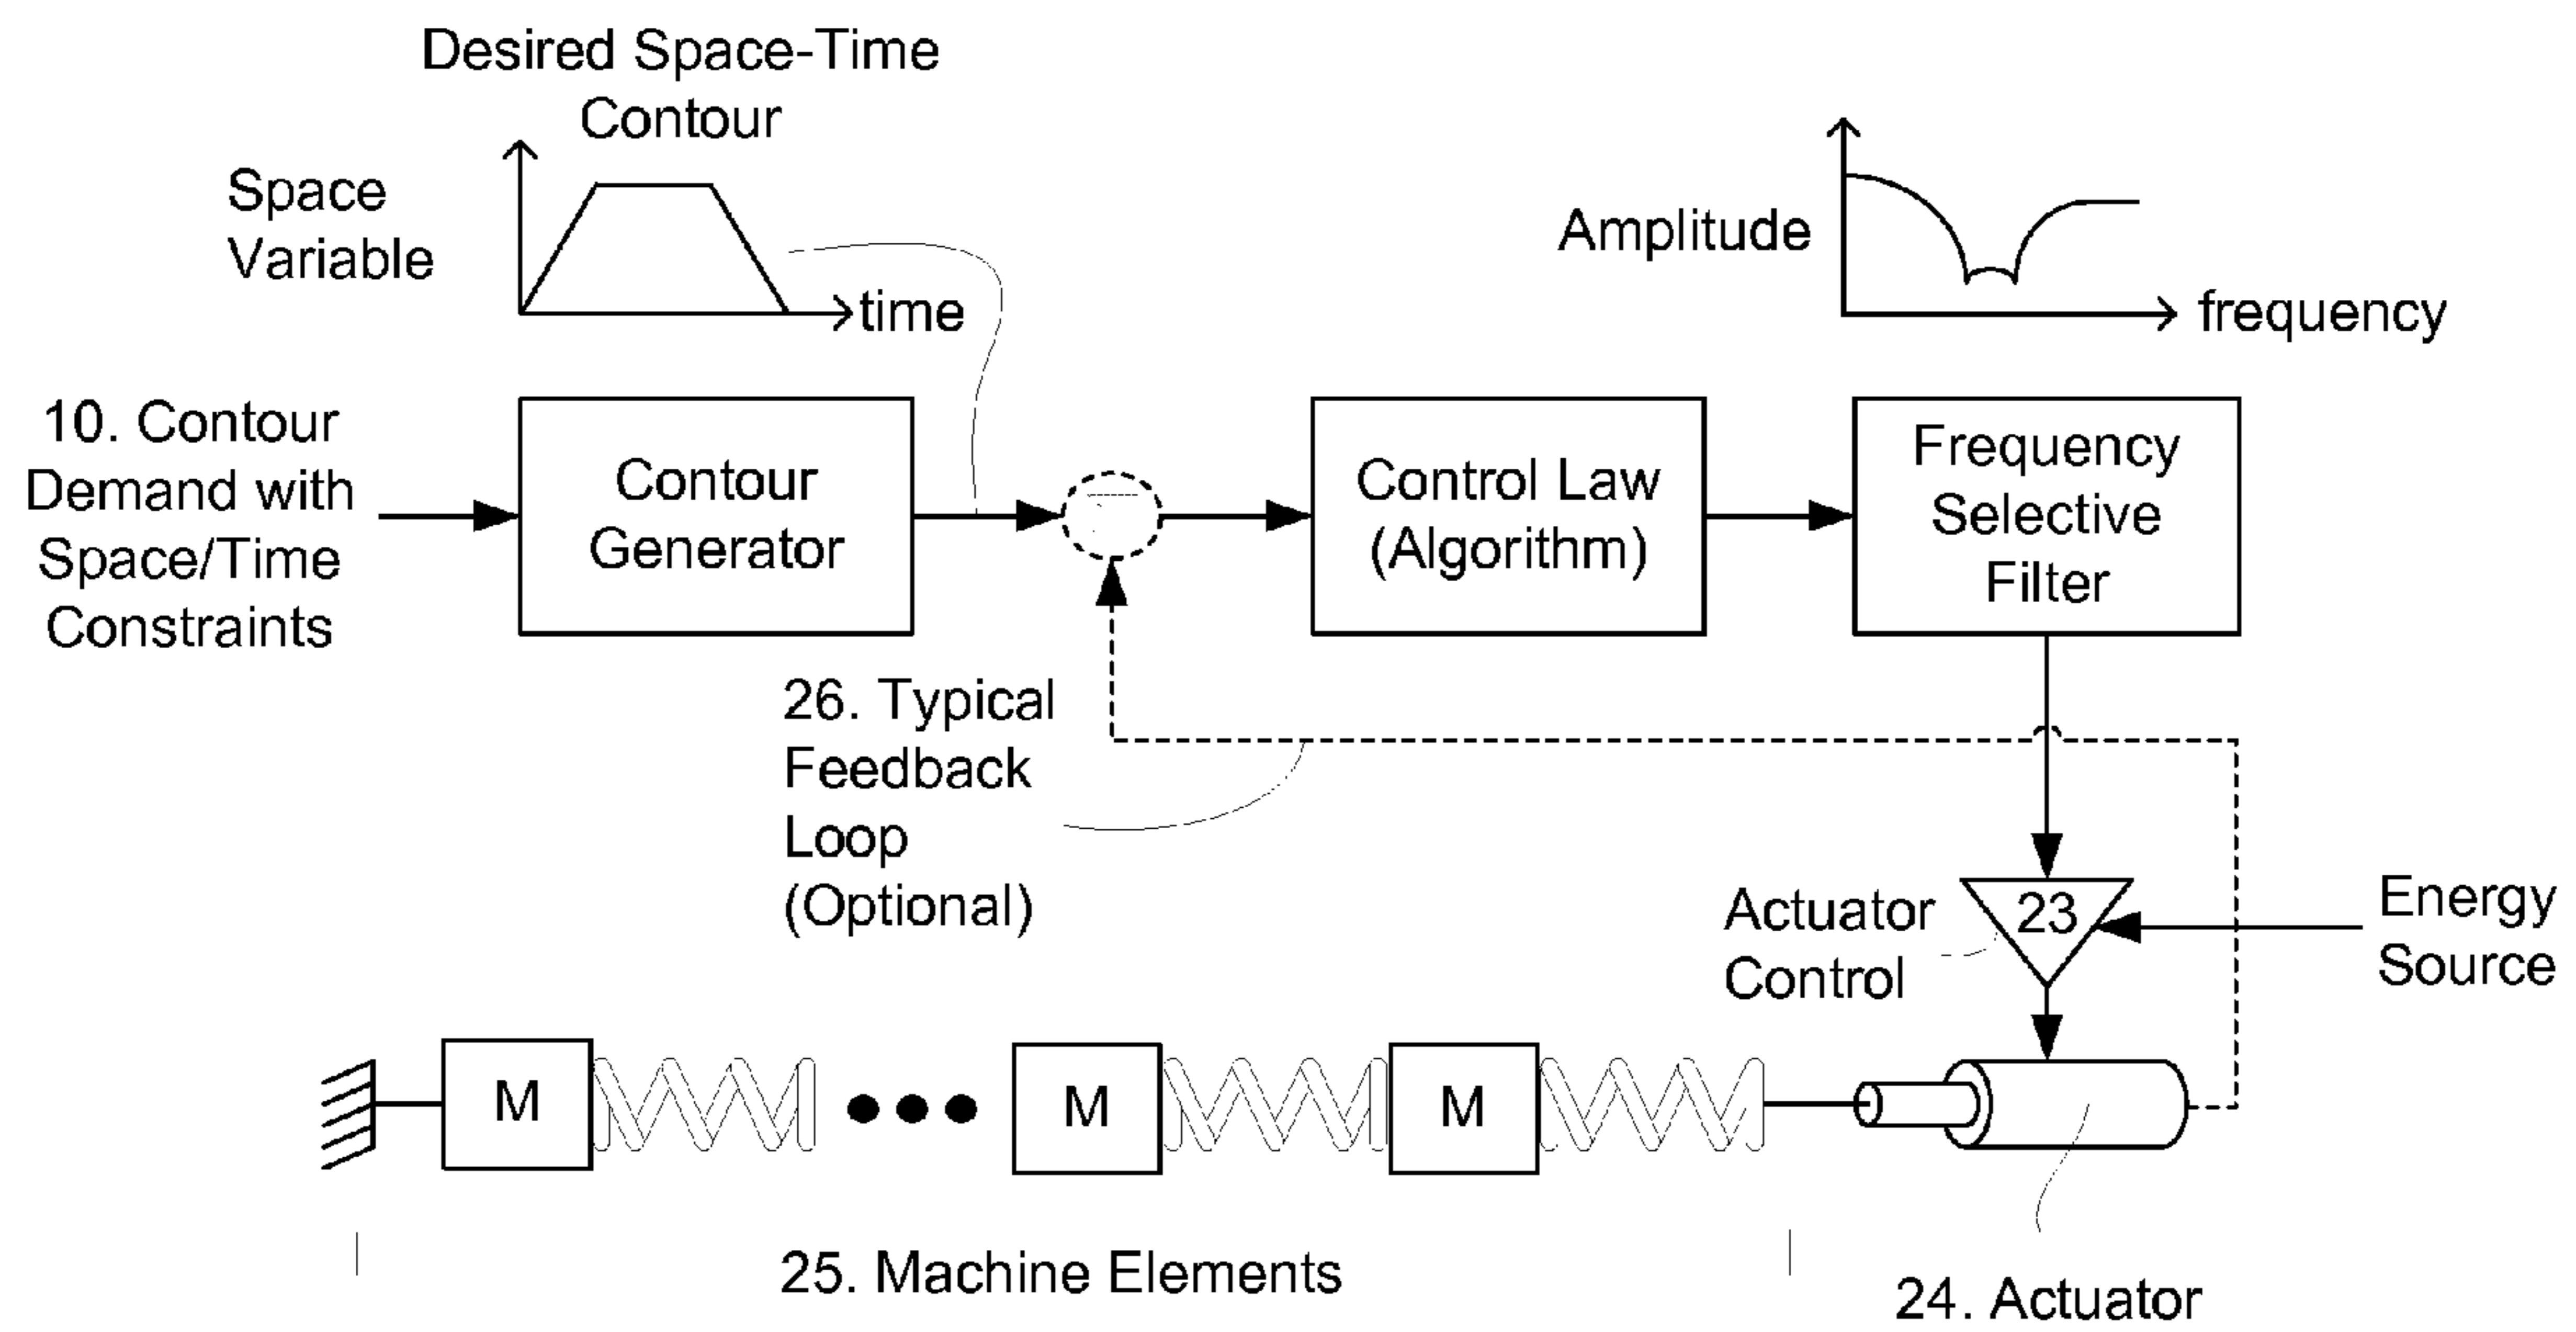 Desired Space-Time
Contour
Space
Variable
time
Amplitude
frequency
10. Contour
Demand with
Space/Time
Constraints
Contour
Generator
Control Law
(Algorithm)
Frequency
Selective
Filter
26. Typical
Feedback
Loop
(Optional)
Actuator
Control
23
Energy
Source
M
M
M
25. Machine Elements
24. Actuator